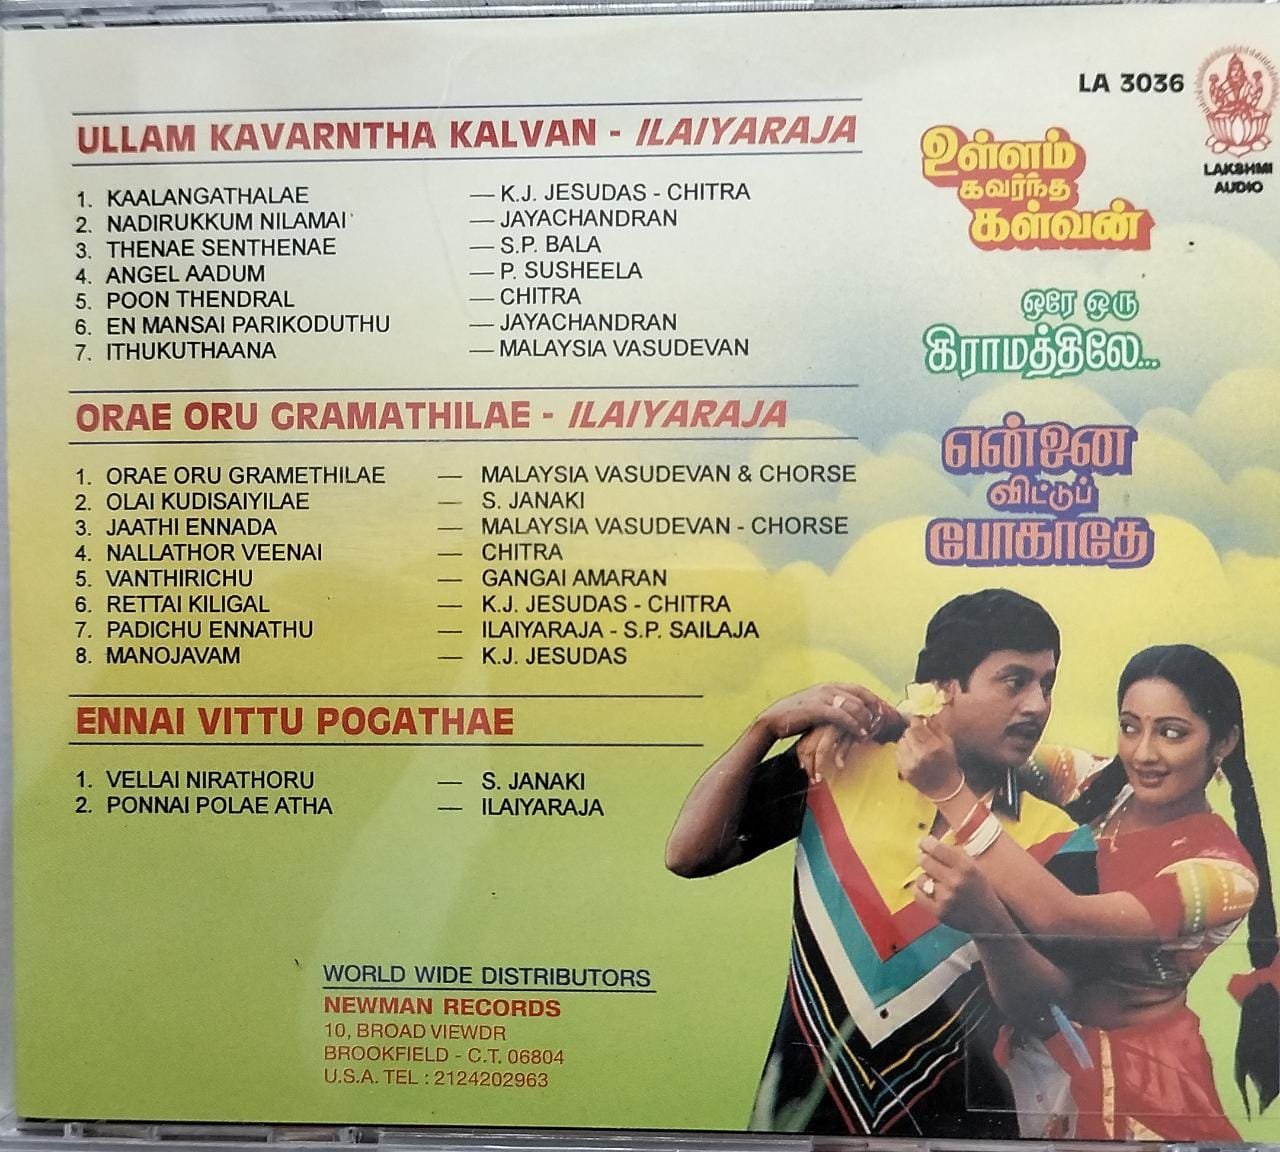 LA 3036
LAKSHMI
AUDIO
ULLAM KAVARNTHA KALVAN - ILAIYARAJA
1. KAALANGATHALAE — K.J. JESUDAS - CHITRA
2. NADIRUKKUM NILAMAI — JAYACHANDRAN
3. THENAE SENTHENAE — S.P. BALA
4. ANGEL AADUM — P. SUSHEELA
5. POON THENDRAL — CHITRA
6. EN MANSAI PARIKODUTHU — JAYACHANDRAN
7. ITHUKUTHAANA — MALAYSIA VASUDEVAN
ORAE ORU GRAMATHILAE - ILAIYARAJA
1. ORAE ORU GRAMETHILAE — MALAYSIA VASUDEVAN & CHORSE
2. OLAI KUDISAIYILAE — S. JANAKI
3. JAATHI ENNADA — MALAYSIA VASUDEVAN - CHORSE
4. NALLATHOR VEENAI — CHITRA
5. VANTHIRICHU — GANGAI AMARAN
6. RETTAI KILIGAL — K.J. JESUDAS - CHITRA
7. PADICHU ENNATHU — ILAIYARAJA - S.P. SAILAJA
8. MANOJAVAM — K.J. JESUDAS
ENNAI VITTU POGATHAE
1. VELLAI NIRATHORU — S. JANAKI
2. PONNAI POLAE ATHA — ILAIYARAJA
உள்ளம்
கவர்ந்த
கள்வன்
ஒரே ஒரு
கிராமத்திலே...
என்னை
விட்டுப்
போகாதே
WORLD WIDE DISTRIBUTORS
NEWMAN RECORDS
10, BROAD VIEWDR
BROOKFIELD - C.T. 06804
U.S.A. TEL : 2124202963